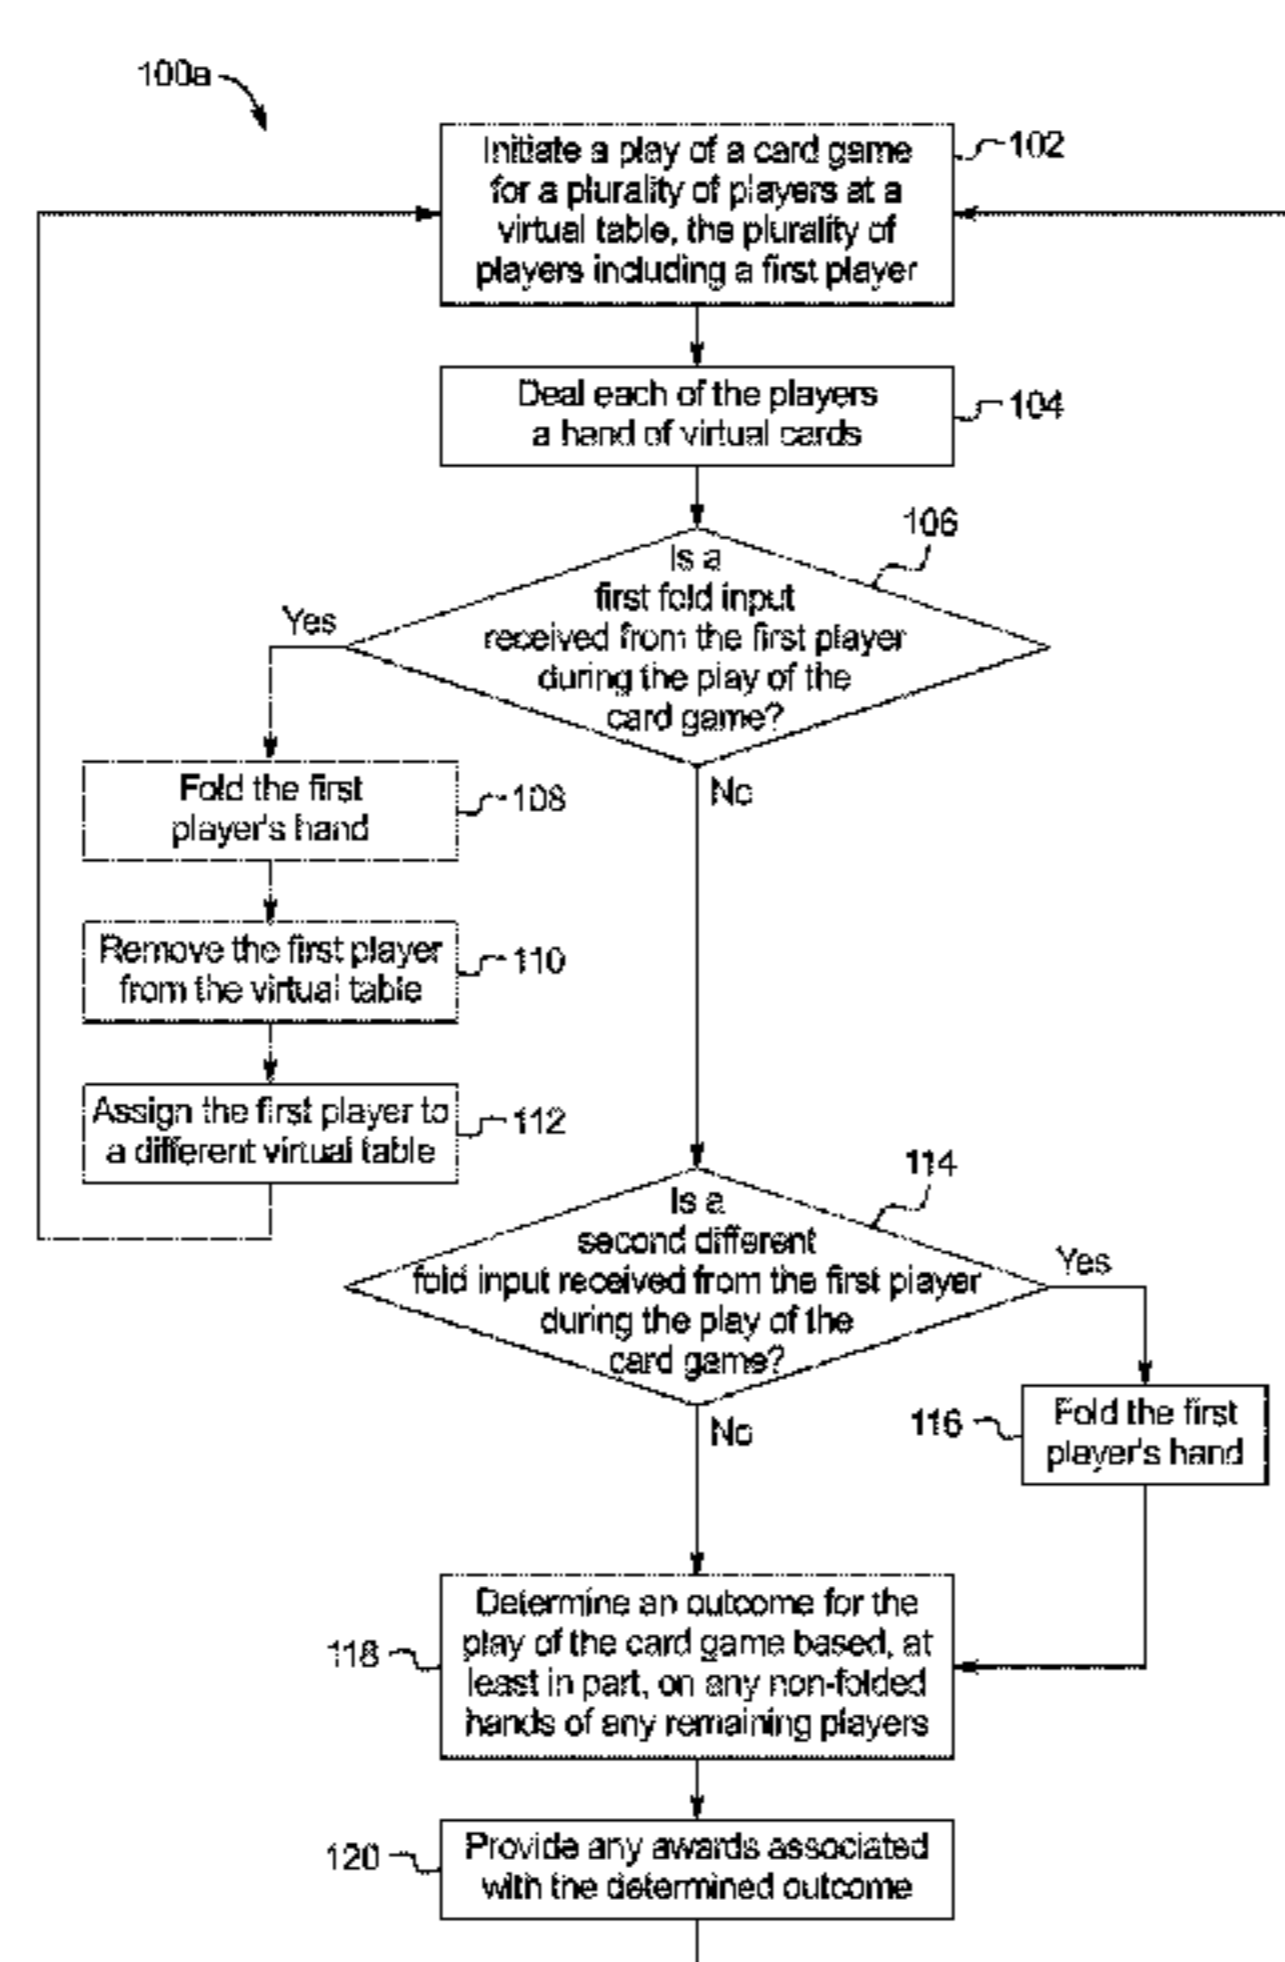 100a
Initiate a play of a card game
for a plurality of players at a
virtual table, the plurality of
players including a first player
102
Deal each of the players
a hand of virtual cards
104
106
Is a
first fold input
received from the first player
during the play of the
card game?
Yes
No
Fold the first
player's hand
108
Remove the first player
from the virtual table
110
Assign the first player to
a different virtual table
112
114
Is a
second different
fold input received from the first player
during the play of the
card game?
Yes
No
116
Fold the first
player's hand
118
Determine an outcome for the
play of the card game based, at
least in part, on any non-folded
hands of any remaining players
120
Provide any awards associated
with the determined outcome